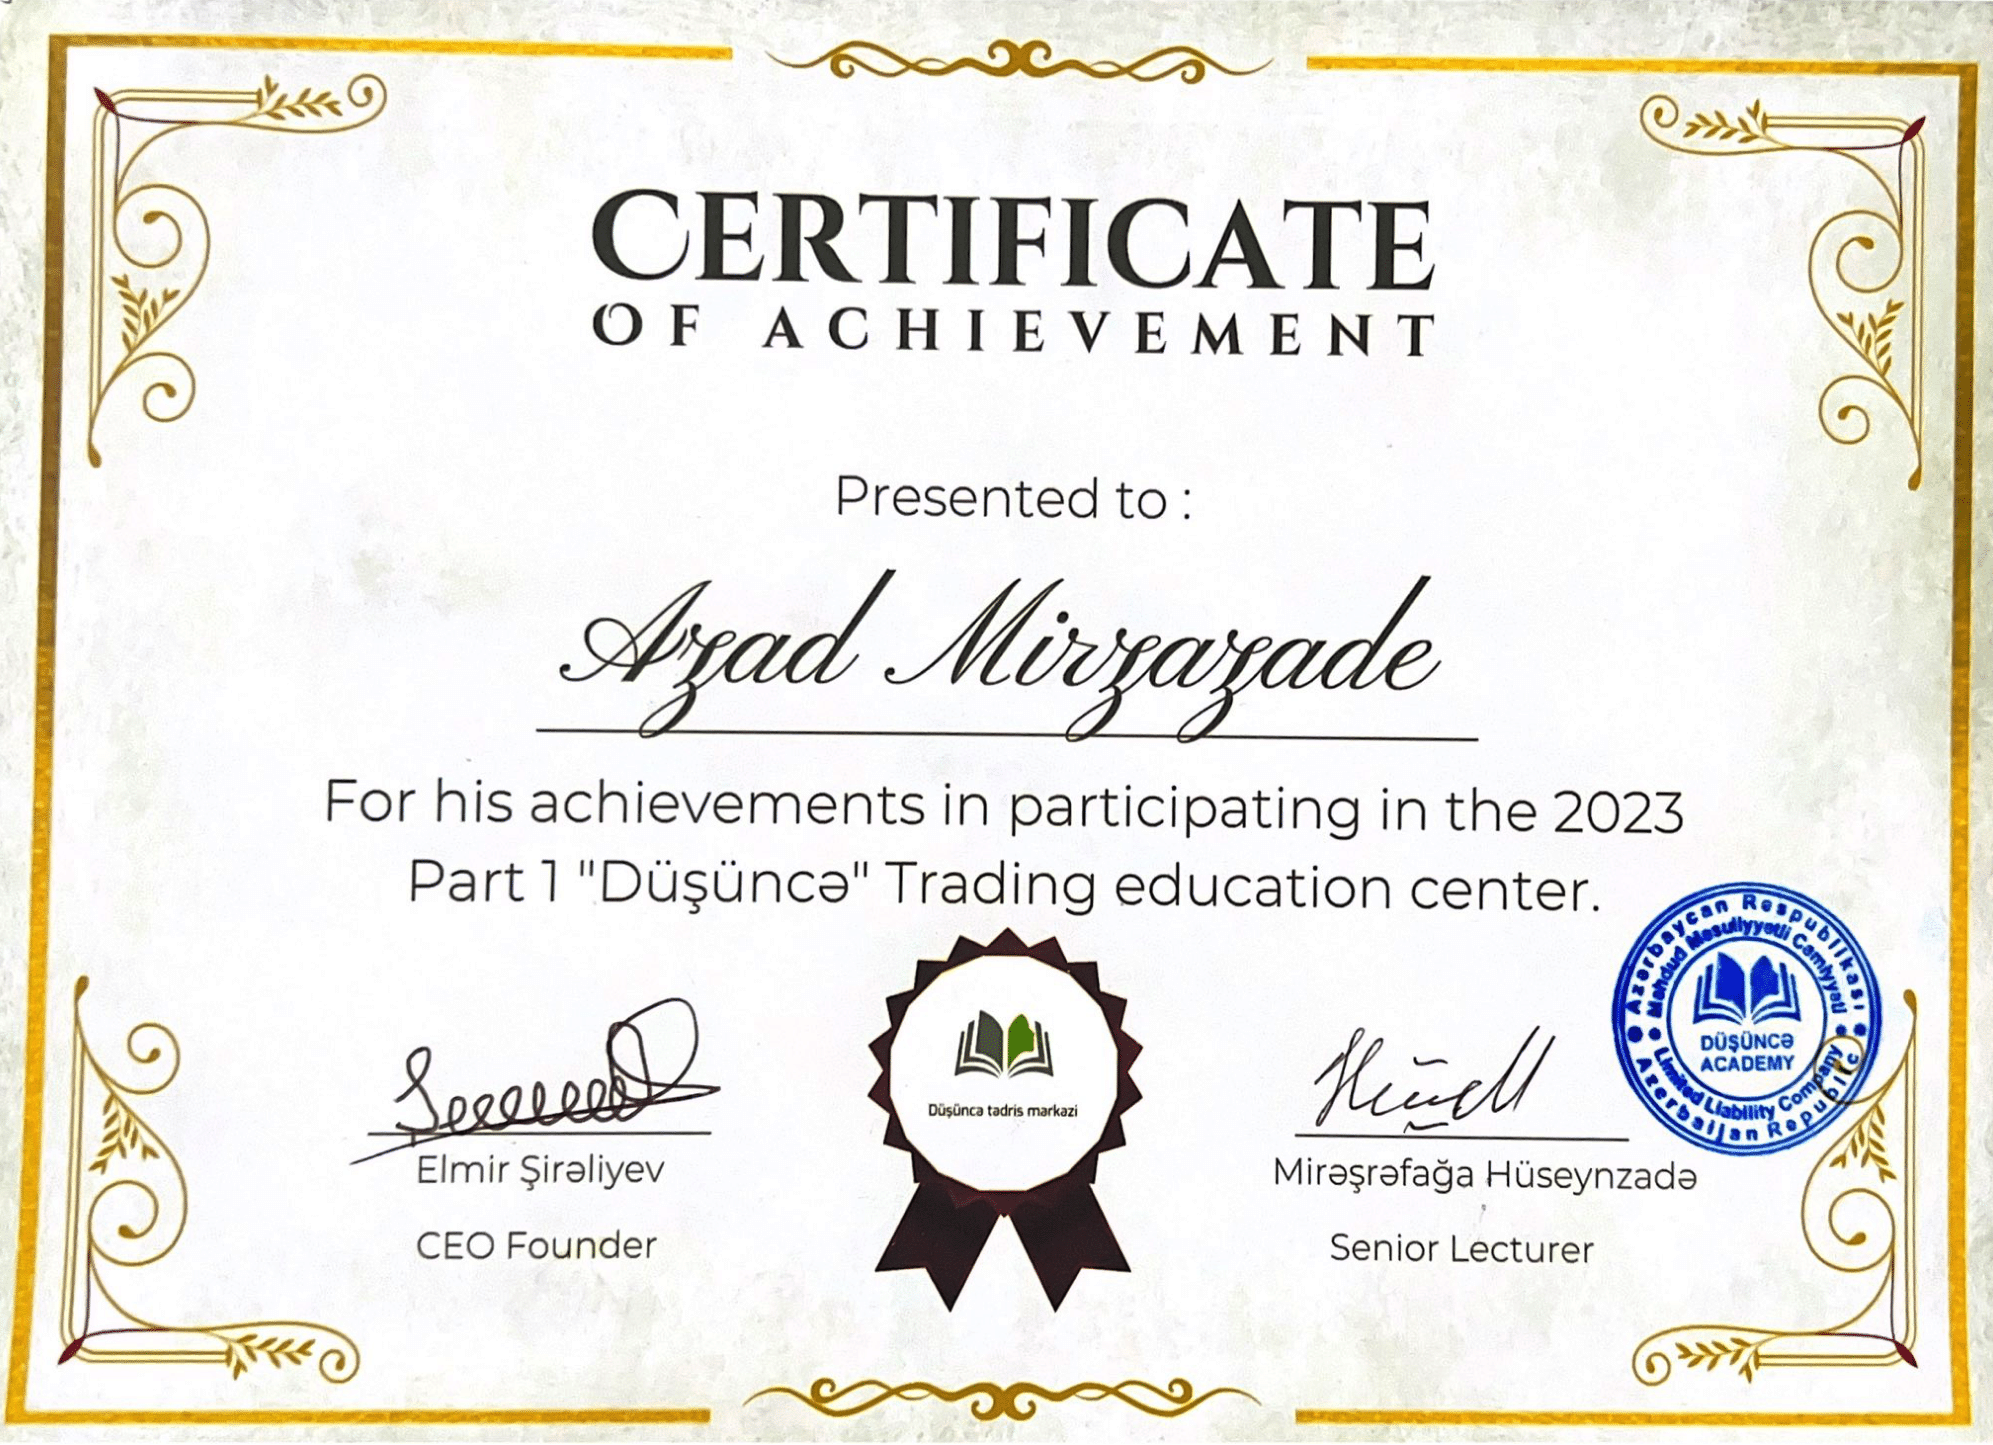 CERTIFICATE
OF ACHIEVEMENT
Presented to :
Azad Mirzazade
For his achievements in participating in the 2023
Part 1 "Düşüncə" Trading education center.
Azərbaycan Respublikası
Məhdud Məsuliyyətli Cəmiyyəti
DÜŞÜNCƏ
ACADEMY
Limited Liability Company
Azerbaijan Republic
Düşüncə tədris mərkəzi
Elmir Şirəliyev
CEO Founder
Mirəşrəfağa Hüseynzadə
Senior Lecturer